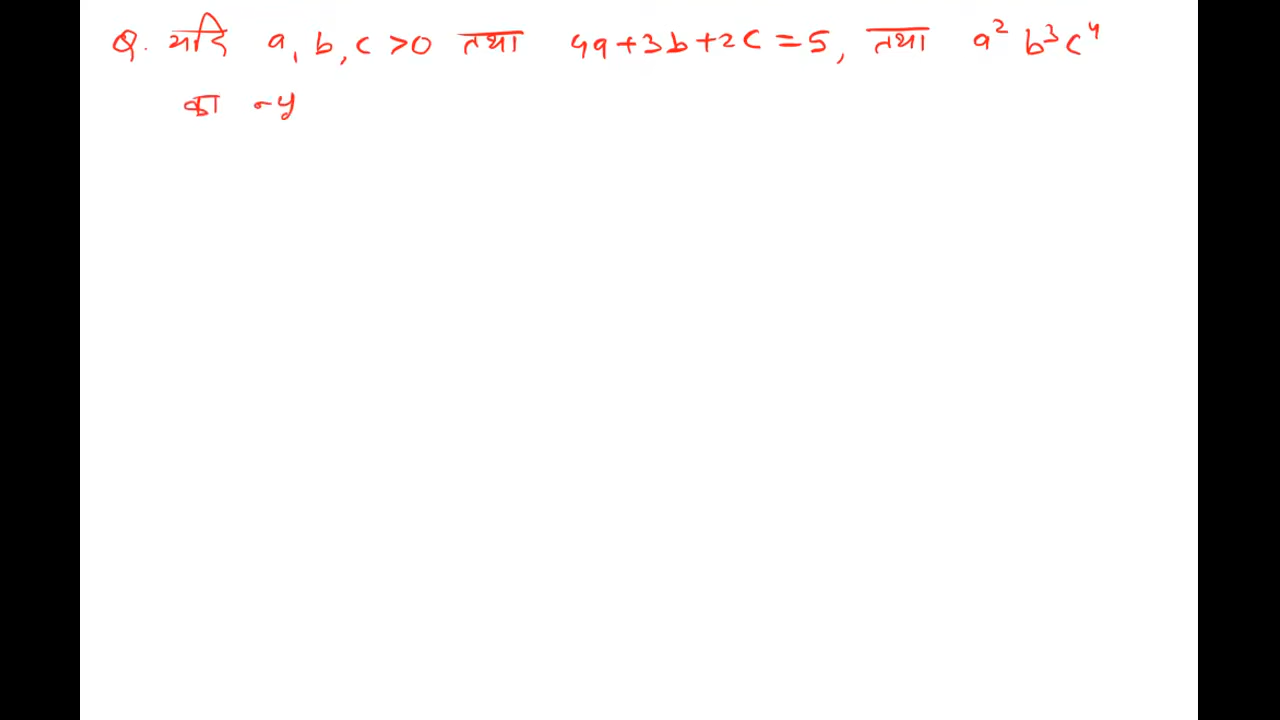 Q. यदि a, b, c >0 तथा 4a+3b+2c = 5, तथा a² b³ c⁴
का